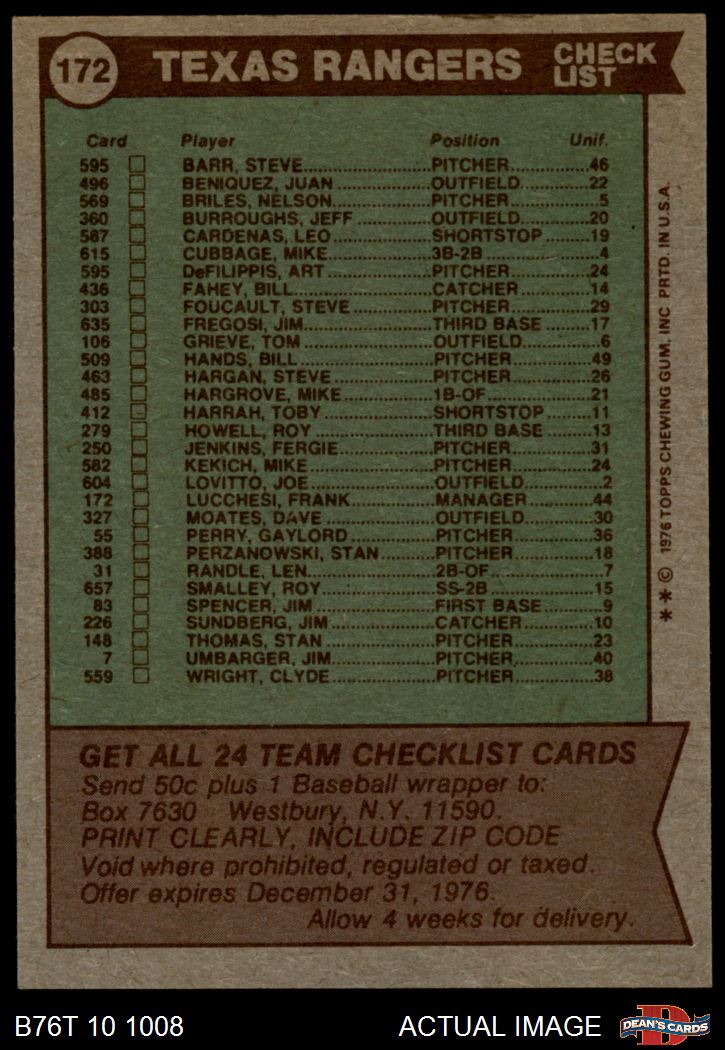 172 TEXAS RANGERS CHECK LIST
Card Player Position Unif.
595 BARR, STEVE PITCHER 46
496 BENIQUEZ, JUAN OUTFIELD 22
569 BRILES, NELSON PITCHER 5
360 BURROUGHS, JEFF OUTFIELD 20
587 CARDENAS, LEO SHORTSTOP 19
615 CUBBAGE, MIKE 3B-2B 4
595 DeFILIPPIS, ART PITCHER 24
436 FAHEY, BILL CATCHER 14
303 FOUCAULT, STEVE PITCHER 29
635 FREGOSI, JIM THIRD BASE 17
106 GRIEVE, TOM OUTFIELD 6
509 HANDS, BILL PITCHER 49
463 HARGAN, STEVE PITCHER 26
485 HARGROVE, MIKE 1B-OF 21
412 HARRAH, TOBY SHORTSTOP 11
279 HOWELL, ROY THIRD BASE 13
250 JENKINS, FERGIE PITCHER 31
582 KEKICH, MIKE PITCHER 24
604 LOVITTO, JOE OUTFIELD 2
172 LUCCHESI, FRANK MANAGER 44
327 MOATES, DAVE OUTFIELD 30
55 PERRY, GAYLORD PITCHER 36
388 PERZANOWSKI, STAN PITCHER 18
31 RANDLE, LEN 2B-OF 7
657 SMALLEY, ROY SS-2B 15
83 SPENCER, JIM FIRST BASE 9
226 SUNDBERG, JIM CATCHER 10
148 THOMAS, STAN PITCHER 23
7 UMBARGER, JIM PITCHER 40
559 WRIGHT, CLYDE PITCHER 38
* * © 1976 TOPPS CHEWING GUM, INC PRTD. IN U.S.A.
GET ALL 24 TEAM CHECKLIST CARDS
Send 50c plus 1 Baseball wrapper to:
Box 7630 Westbury, N.Y. 11590.
PRINT CLEARLY, INCLUDE ZIP CODE
Void where prohibited, regulated or taxed.
Offer expires December 31, 1976.
Allow 4 weeks for delivery.
B76T 10 1008 ACTUAL IMAGE D DEAN'S CARDS